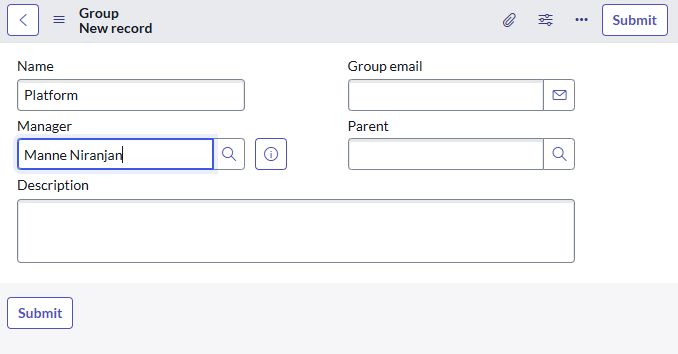 Group
New record
Submit
Name
Group email
Platform
Manager
Parent
Manne Niranjan
Description
Submit